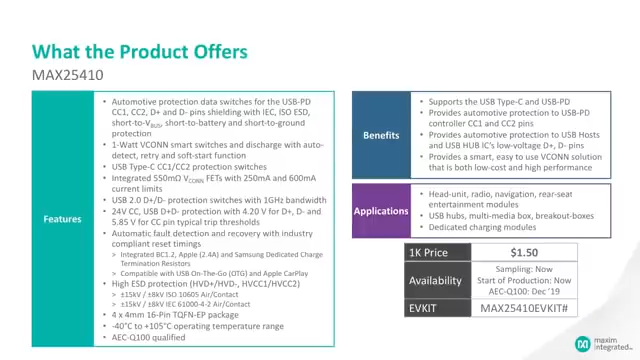 What the Product Offers
MAX25410
Features
• Automotive protection data switches for the USB-PD
CC1, CC2, D+ and D- pins shielding with IEC, ISO ESD,
short-to-VBUS, short-to-battery and short-to-ground
protection
• 1-Watt VCONN smart switches and discharge with auto-
detect, retry and soft-start function
• USB Type-C CC1/CC2 protection switches
• Integrated 550mΩ VCONN FETs with 250mA and 600mA
current limits
• USB 2.0 D+/D- protection switches with 1GHz bandwidth
• 24V CC, USB D+D- protection with 4.20 V for D+, D- and
5.85 V for CC pin typical trip thresholds
• Automatic fault detection and recovery with industry
compliant reset timings
> Integrated BC1.2, Apple (2.4A) and Samsung Dedicated Charge
Termination Resistors
> Compatible with USB On-The-Go (OTG) and Apple CarPlay
• High ESD protection (HVD+/HVD-, HVCC1/HVCC2)
> ±15kV / ±8kV ISO 10605 Air/Contact
> ±15kV / ±8kV IEC 61000-4-2 Air/Contact
• 4 x 4mm 16-Pin TQFN-EP package
• -40°C to +105°C operating temperature range
• AEC-Q100 qualified
Benefits
• Supports the USB Type-C and USB-PD
• Provides automotive protection to USB-PD
controller CC1 and CC2 pins
• Provides automotive protection to USB Hosts
and USB HUB IC's low-voltage D+, D- pins
• Provides a smart, easy to use VCONN solution
that is both low-cost and high performance
Applications
• Head-unit, radio, navigation, rear-seat
entertainment modules
• USB hubs, multi-media box, breakout-boxes
• Dedicated charging modules
1K Price $1.50
Availability
Sampling: Now
Start of Production: Now
AEC-Q100: Dec '19
EVKIT MAX25410EVKIT#
maxim
integrated™